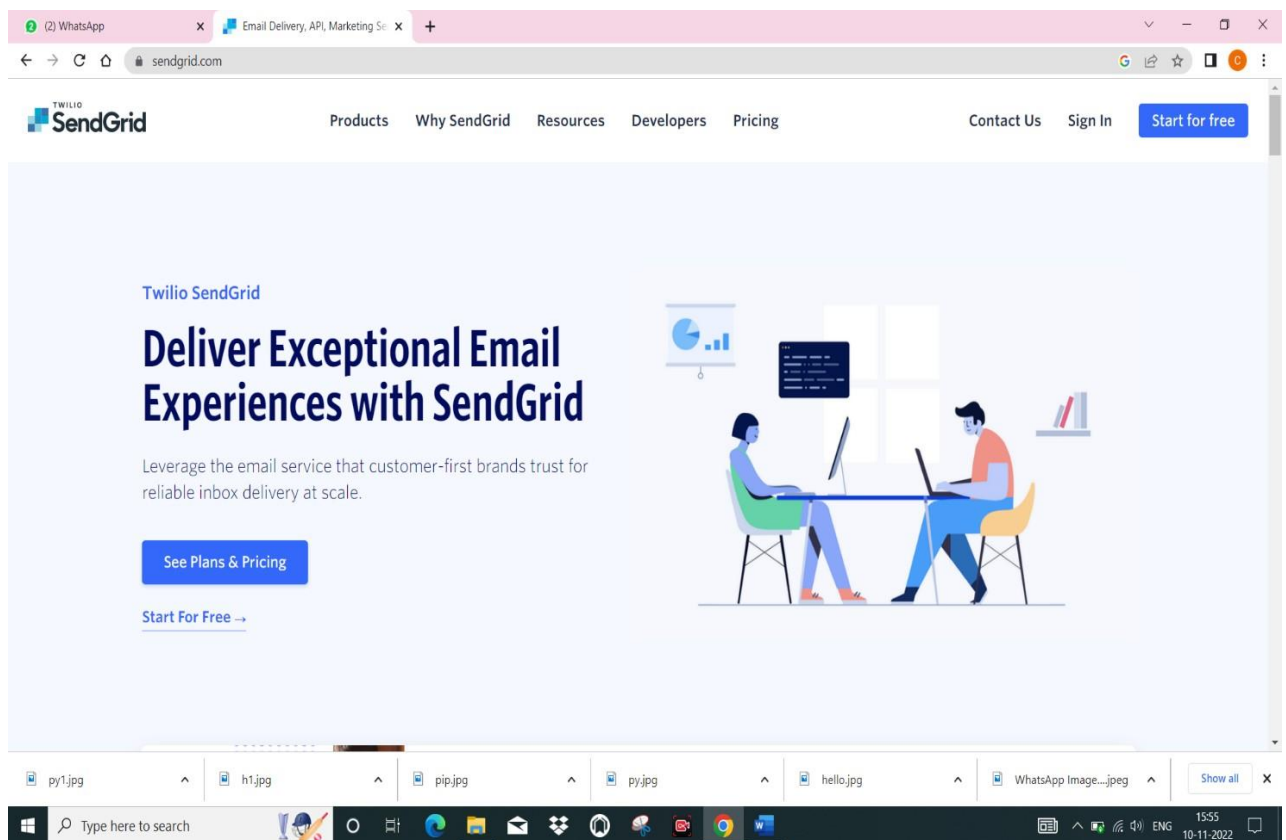 (2) WhatsApp
Email Delivery, API, Marketing Se
sendgrid.com
TWILIO
SendGrid
Products Why SendGrid Resources Developers Pricing Contact Us Sign In Start for free
Twilio SendGrid
Deliver Exceptional Email
Experiences with SendGrid
Leverage the email service that customer-first brands trust for
reliable inbox delivery at scale.
See Plans & Pricing
Start For Free →
py1.jpg h1.jpg pip.jpg py.jpg hello.jpg WhatsApp Image....jpeg Show all
Type here to search
ENG
15:55
10-11-2022